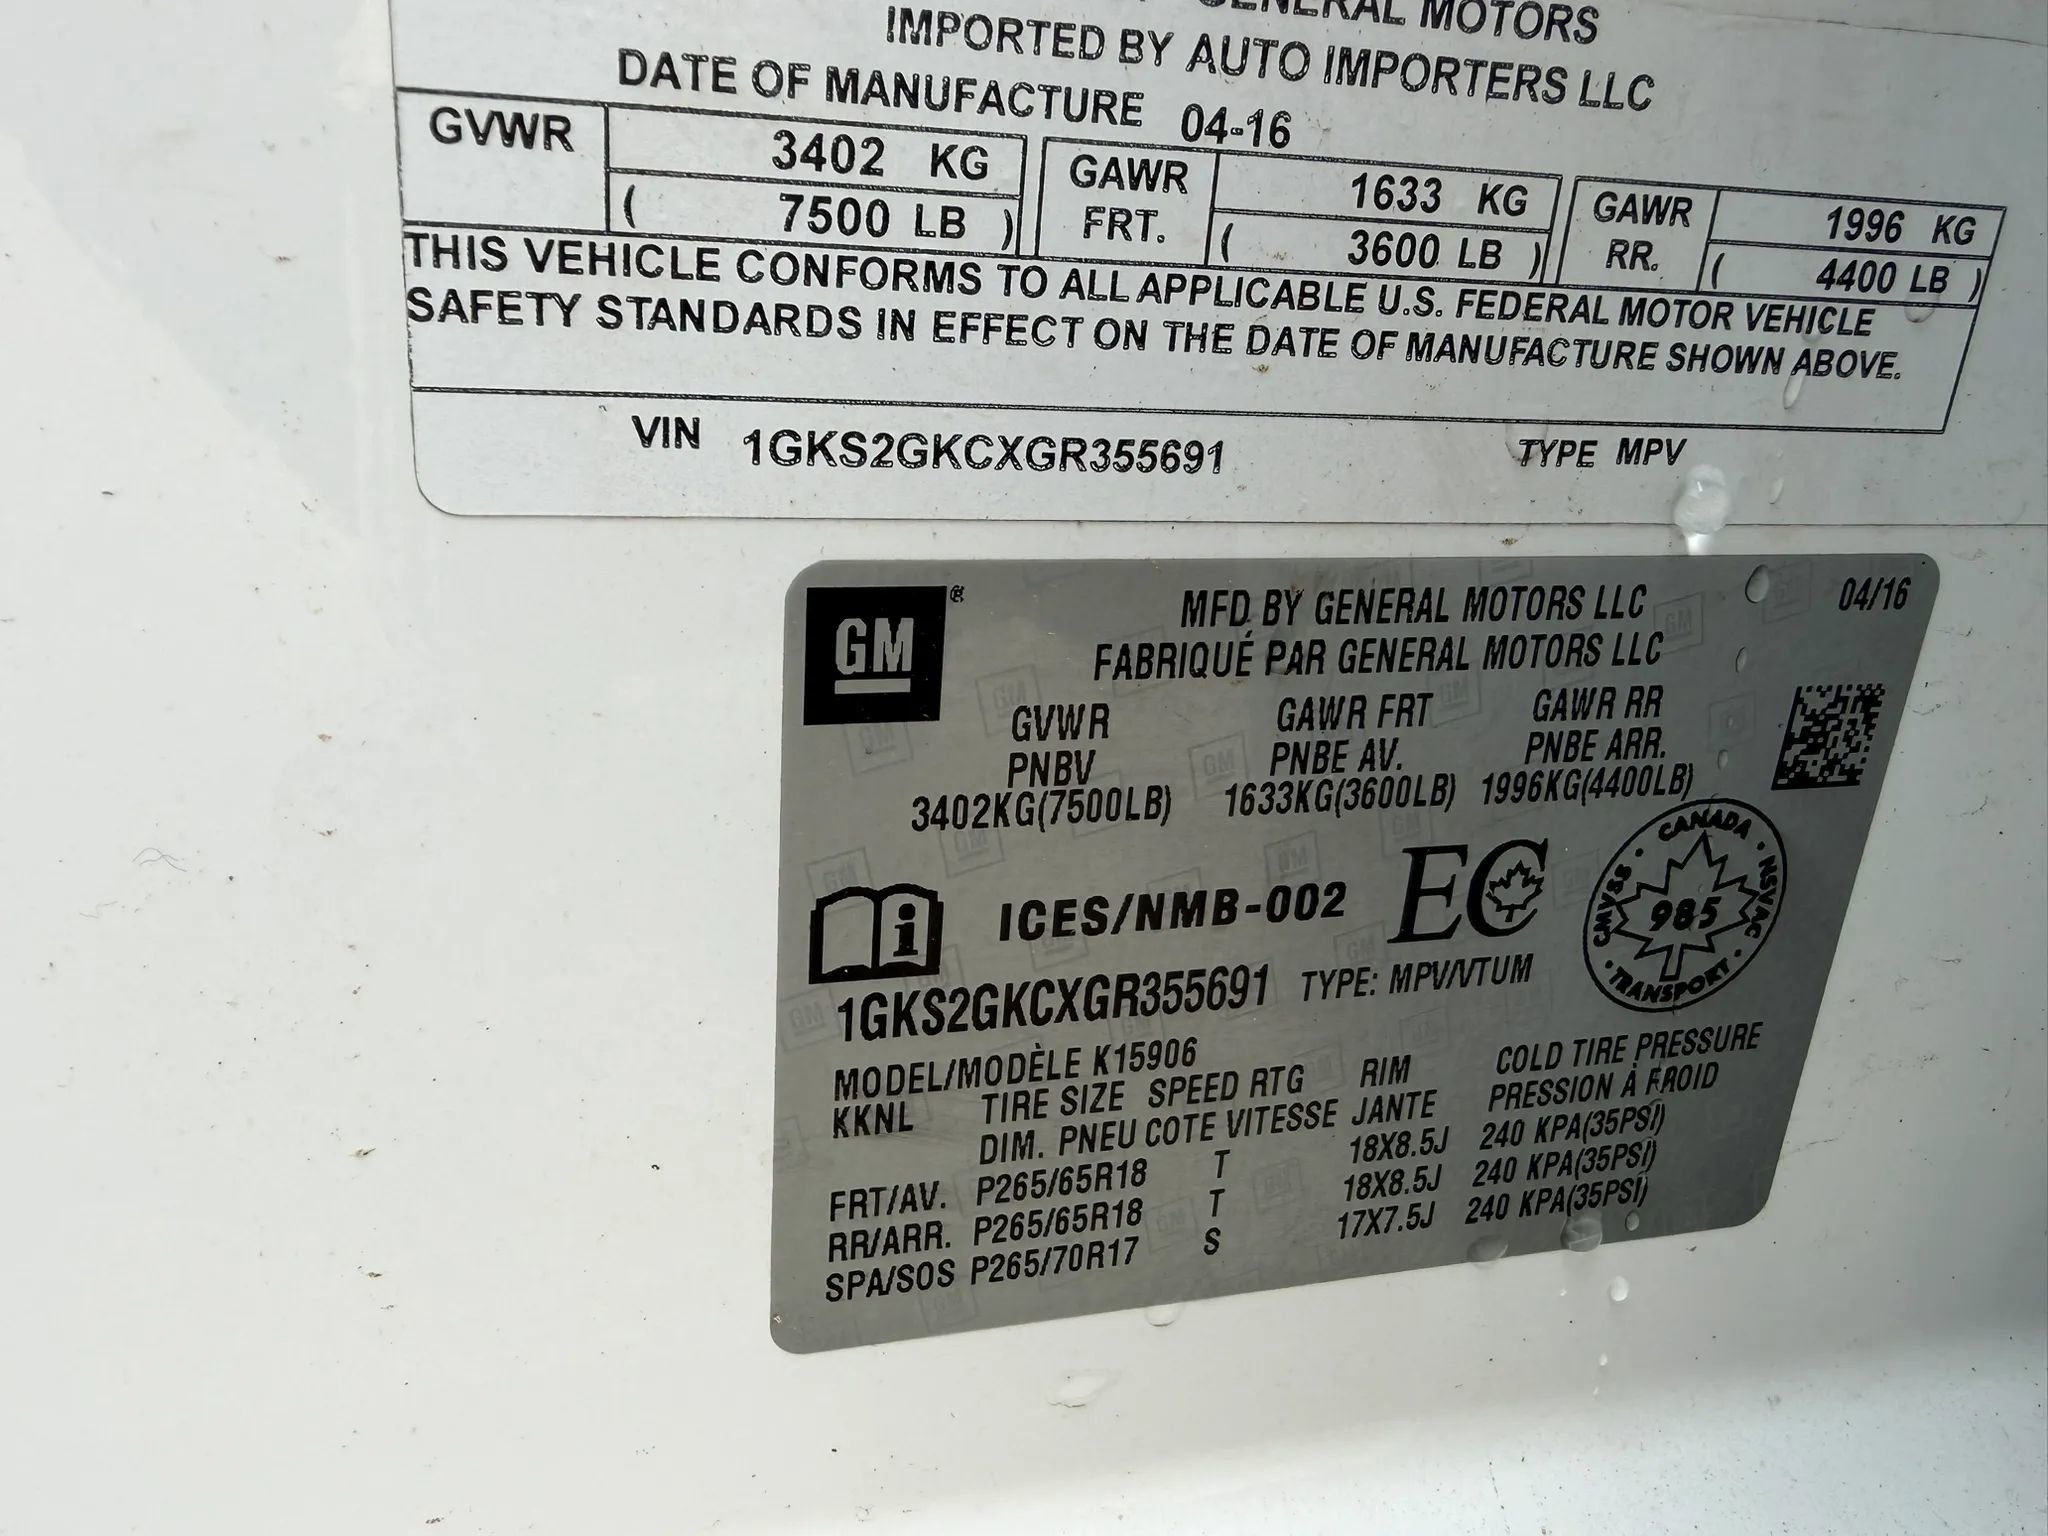 GENERAL MOTORS
IMPORTED BY AUTO IMPORTERS LLC
DATE OF MANUFACTURE 04-16
GVWR 3402 KG GAWR 1633 KG GAWR 1996 KG
( 7500 LB ) FRT. ( 3600 LB ) RR. ( 4400 LB )
THIS VEHICLE CONFORMS TO ALL APPLICABLE U.S. FEDERAL MOTOR VEHICLE
SAFETY STANDARDS IN EFFECT ON THE DATE OF MANUFACTURE SHOWN ABOVE.
VIN 1GKS2GKCXGR355691 TYPE MPV
GM ®
MFD BY GENERAL MOTORS LLC 04/16
FABRIQUÉ PAR GENERAL MOTORS LLC
GVWR GAWR FRT GAWR RR
PNBV PNBE AV. PNBE ARR.
3402KG(7500LB) 1633KG(3600LB) 1996KG(4400LB)
i ICES/NMB-002 EC
CANADA · NSVAC · TRANSPORT · CMVSS ·
985
1GKS2GKCXGR355691 TYPE: MPV/VTUM
MODEL/MODÈLE K15906
KKNL TIRE SIZE SPEED RTG RIM COLD TIRE PRESSURE
DIM. PNEU COTE VITESSE JANTE PRESSION À FROID
FRT/AV. P265/65R18 T 18X8.5J 240 KPA(35PSI)
RR/ARR. P265/65R18 T 18X8.5J 240 KPA(35PSI)
SPA/SOS P265/70R17 S 17X7.5J 240 KPA(35PSI)